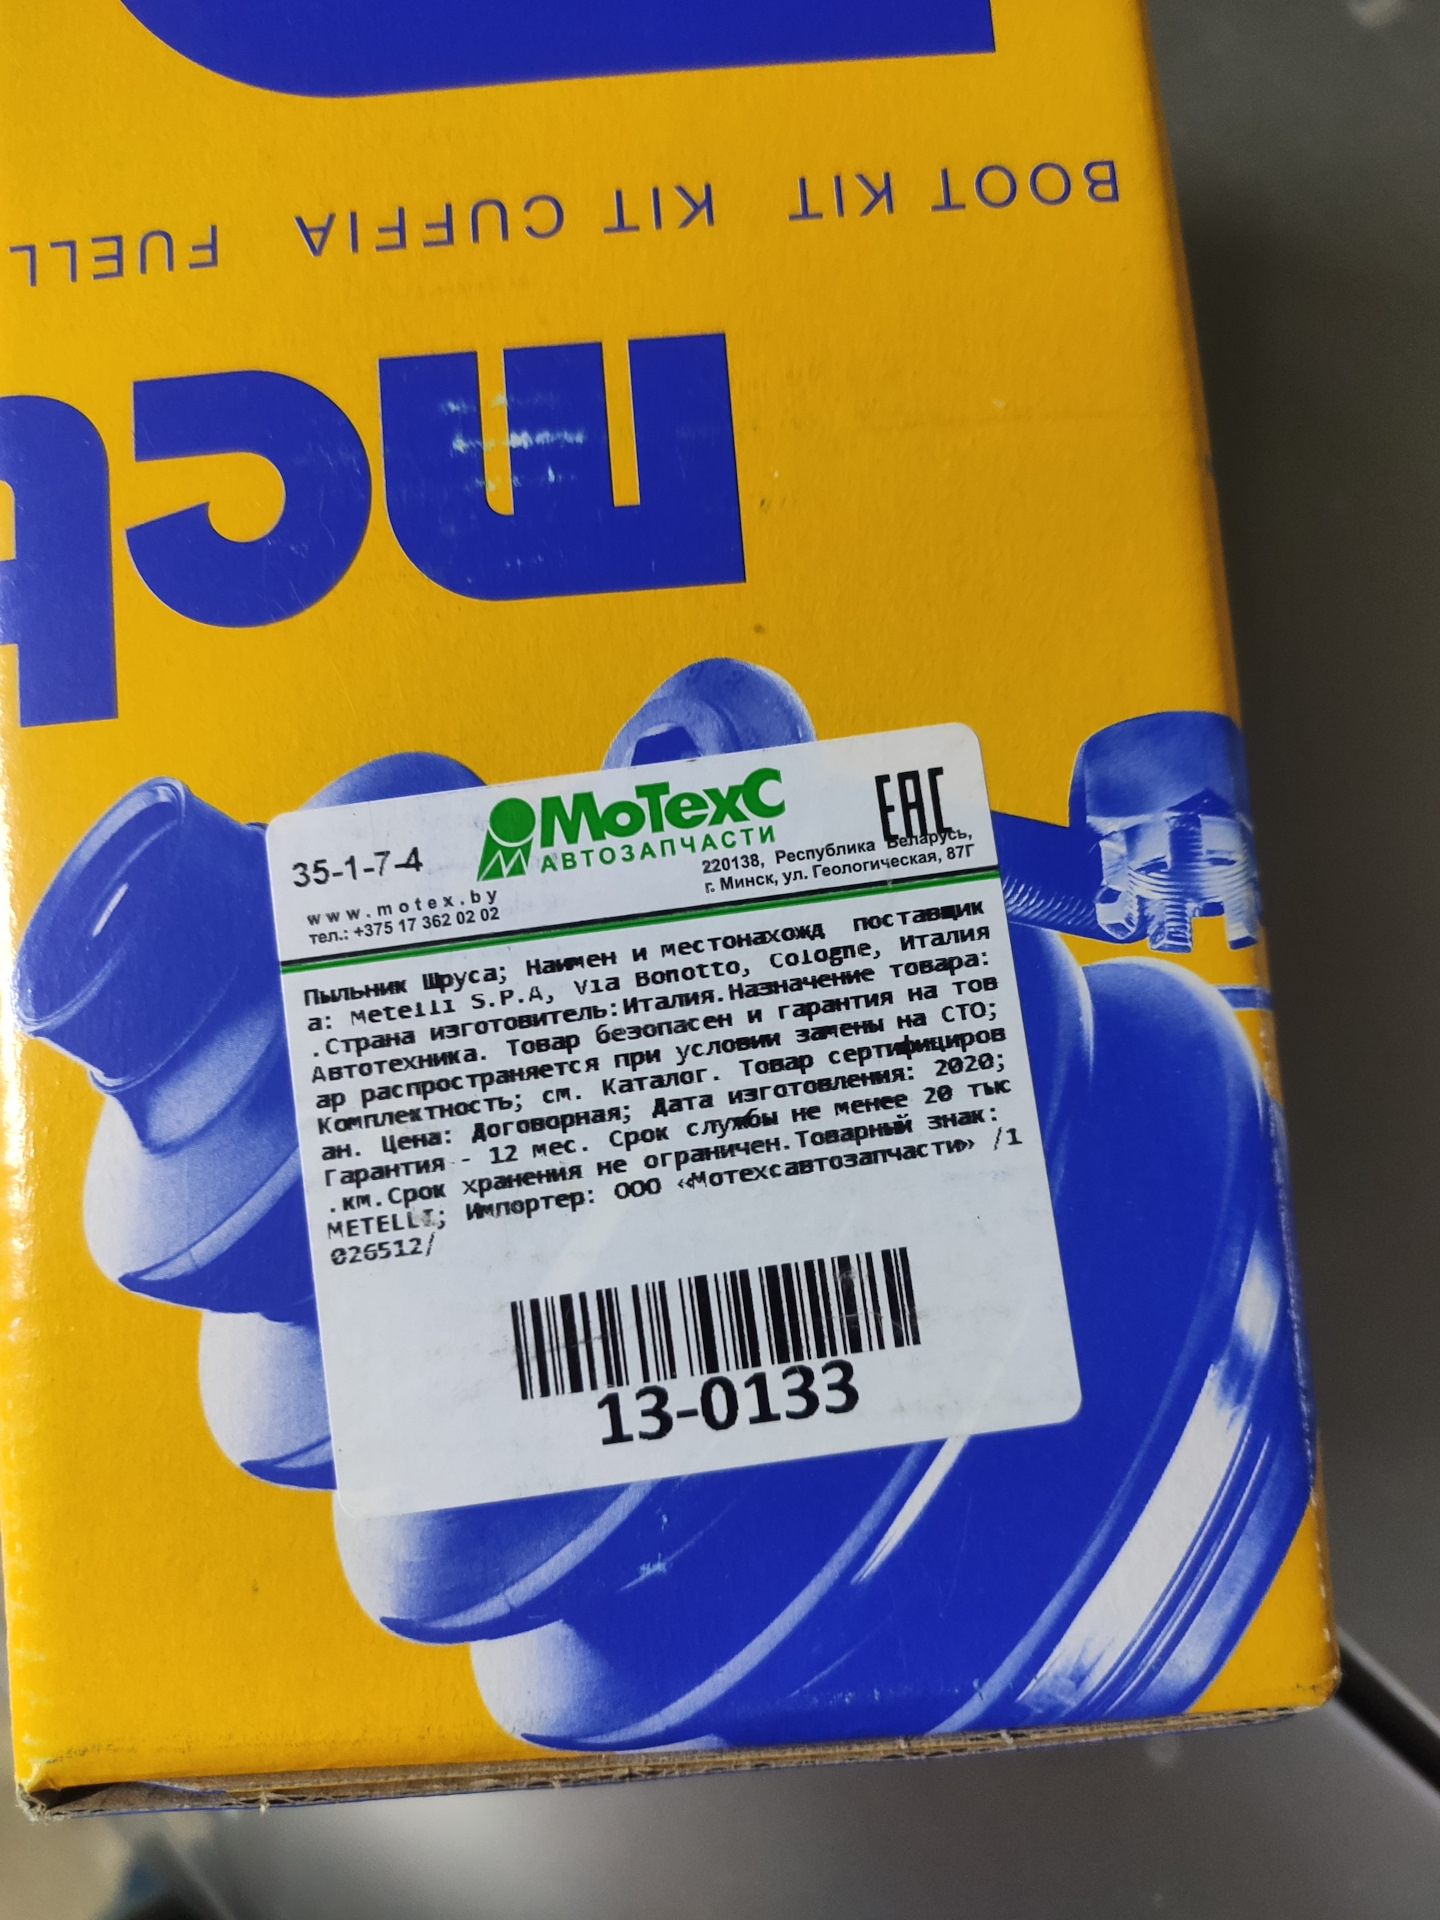 BOOT KIT KIT CUFFIA FUELL
me
МоТехС
АВТОЗАПЧАСТИ
EAC
35-1-7-4
www.motex.by
тел.: +375 17 362 02 02
220138, Республика Беларусь,
г. Минск, ул. Геологическая, 87Г
Пыльник Шруса; Наимен и местонахожд поставщик
а: Metelli S.P.A, Via Bonotto, Cologne, Италия
.Страна изготовитель:Италия.Назначение товара:
Автотехника. Товар безопасен и гарантия на тов
ар распространяется при условии замены на СТО;
Комплектность; см. Каталог. Товар сертифициров
ан. Цена: Договорная; Дата изготовления: 2020;
Гарантия - 12 мес. Срок службы не менее 20 тыс
.км.Срок хранения не ограничен.Товарный знак:
METELLI; Импортер: ООО «Мотехсавтозапчасти» /1
026512/
13-0133